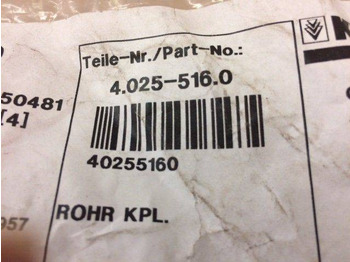 Teile-Nr./Part-No.:
4.025-516.0
50481
[4]
40255160
957
ROHR KPL.